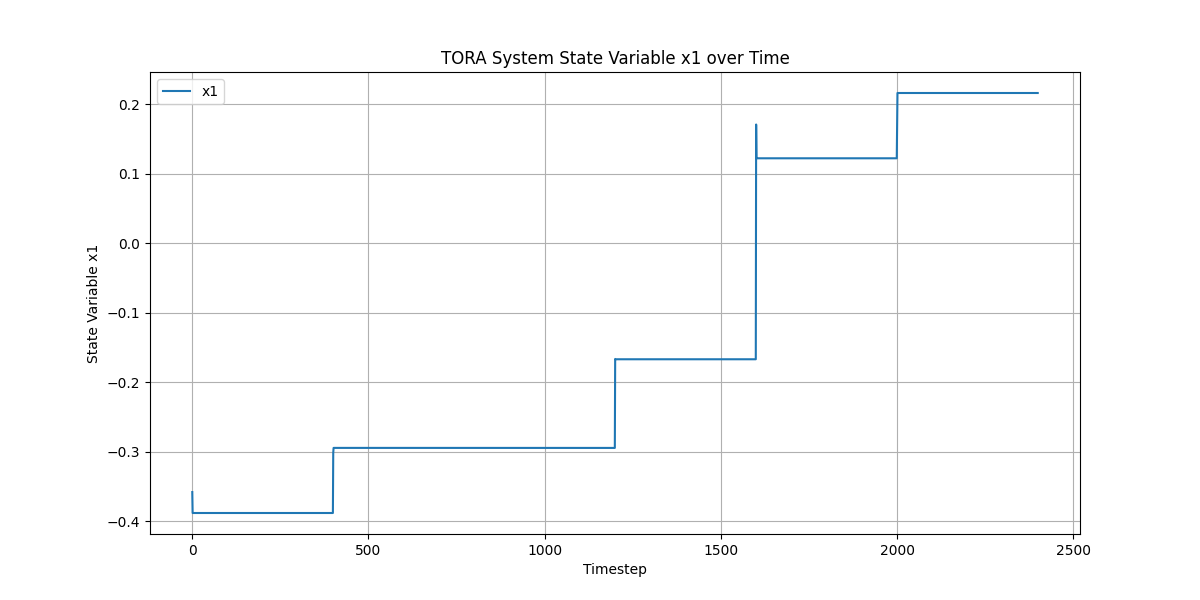 TORA System State Variable x1 over Time
x1
0.2
0.1
0.0
−0.1
−0.2
−0.3
−0.4
State Variable x1
0 500 1000 1500 2000 2500
Timestep